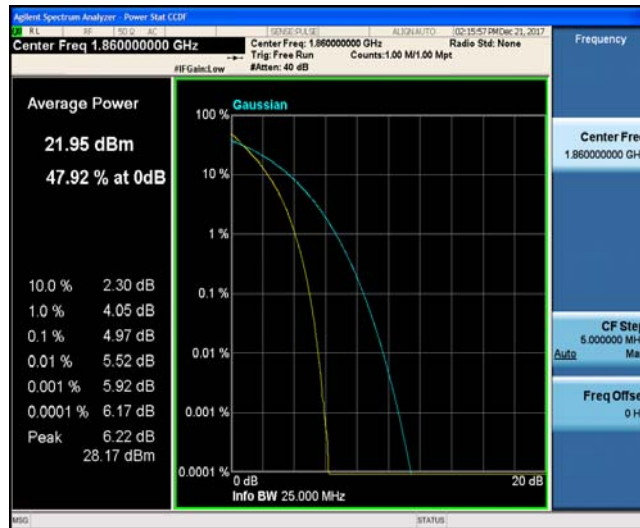 Agilent Spectrum Analyzer - Power Stat CCDF
RL RF 50 Ω AC SENSE:PULSE ALIGN AUTO 02:15:57 PM Dec 21, 2017
Center Freq 1.860000000 GHz
Center Freq: 1.860000000 GHz Radio Std: None
Trig: Free Run Counts:1.00 M/1.00 Mpt
#IFGain:Low #Atten: 40 dB
Frequency
Average Power
21.95 dBm
47.92 % at 0dB
10.0 % 2.30 dB
1.0 % 4.05 dB
0.1 % 4.97 dB
0.01 % 5.52 dB
0.001 % 5.92 dB
0.0001 % 6.17 dB
Peak 6.22 dB
28.17 dBm
Gaussian
100 %
10 %
1 %
0.1 %
0.01 %
0.001 %
0.0001 %
0 dB 20 dB
Info BW 25.000 MHz
Center Fre
1.860000000 GH
CF Step
5.000000 MH
Auto Ma
Freq Offse
0 H
MSG STATUS